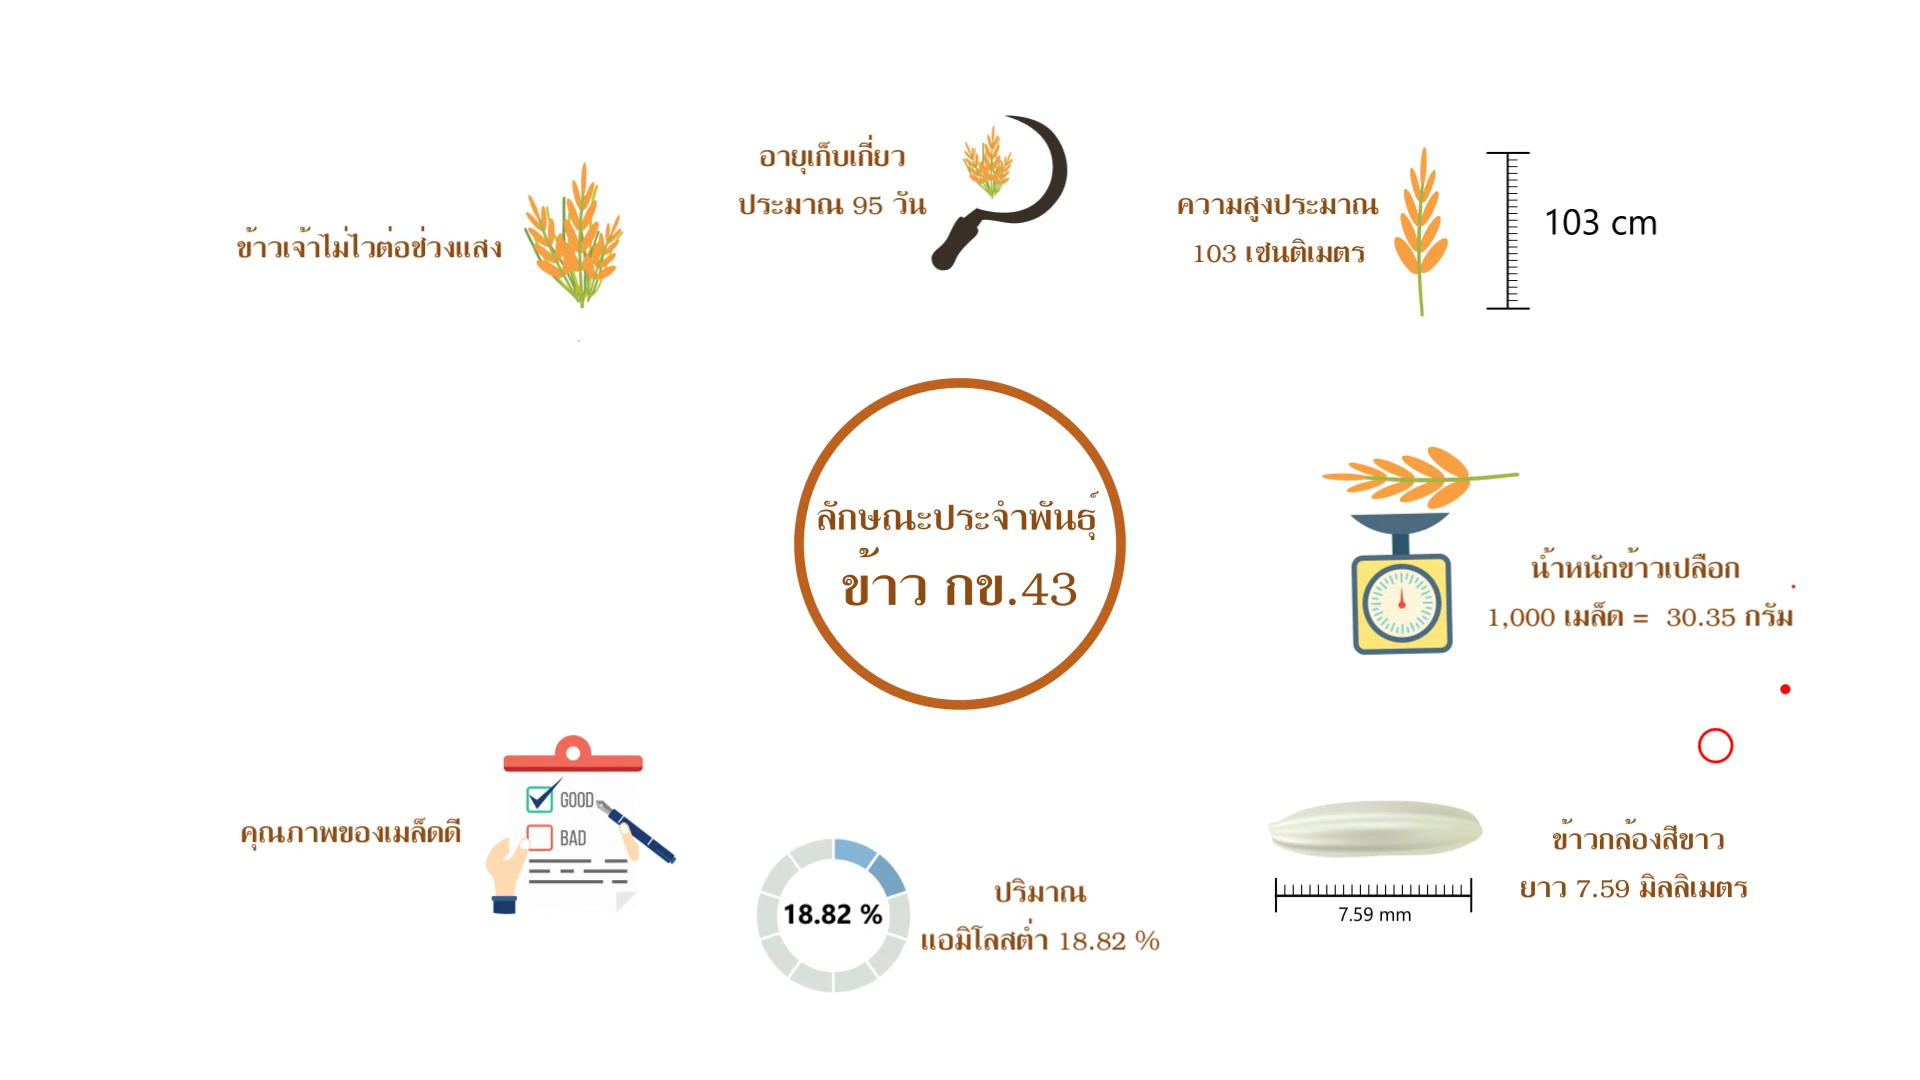 ข้าวเจ้าไม่ไวต่อช่วงแสง
อายุเก็บเกี่ยว
ประมาณ 95 วัน
ความสูงประมาณ
103 เซนติเมตร
103 cm
ลักษณะประจำพันธุ์
ข้าว กข.43
น้ำหนักข้าวเปลือก
1,000 เมล็ด = 30.35 กรัม
คุณภาพของเมล็ดดี
GOOD
BAD
18.82 %
ปริมาณ
แอมิโลสต่ำ 18.82 %
7.59 mm
ข้าวกล้องสีขาว
ยาว 7.59 มิลลิเมตร